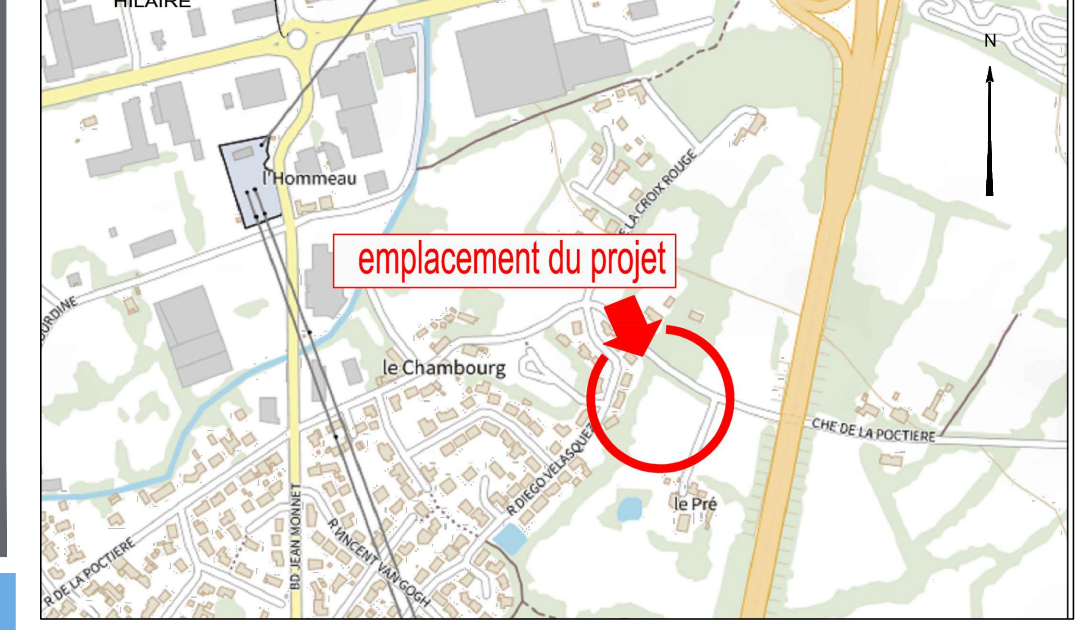 HILAIRE
N
l'Hommeau
E LA CROIX ROUGE
emplacement du projet
OURDINE
le Chambourg
CHE DE LA POCTIERE
R DIEGO VELASQUEZ
le Pré
BD JEAN MONNET
R VINCENT VAN GOGH
R DE LA POCTIERE